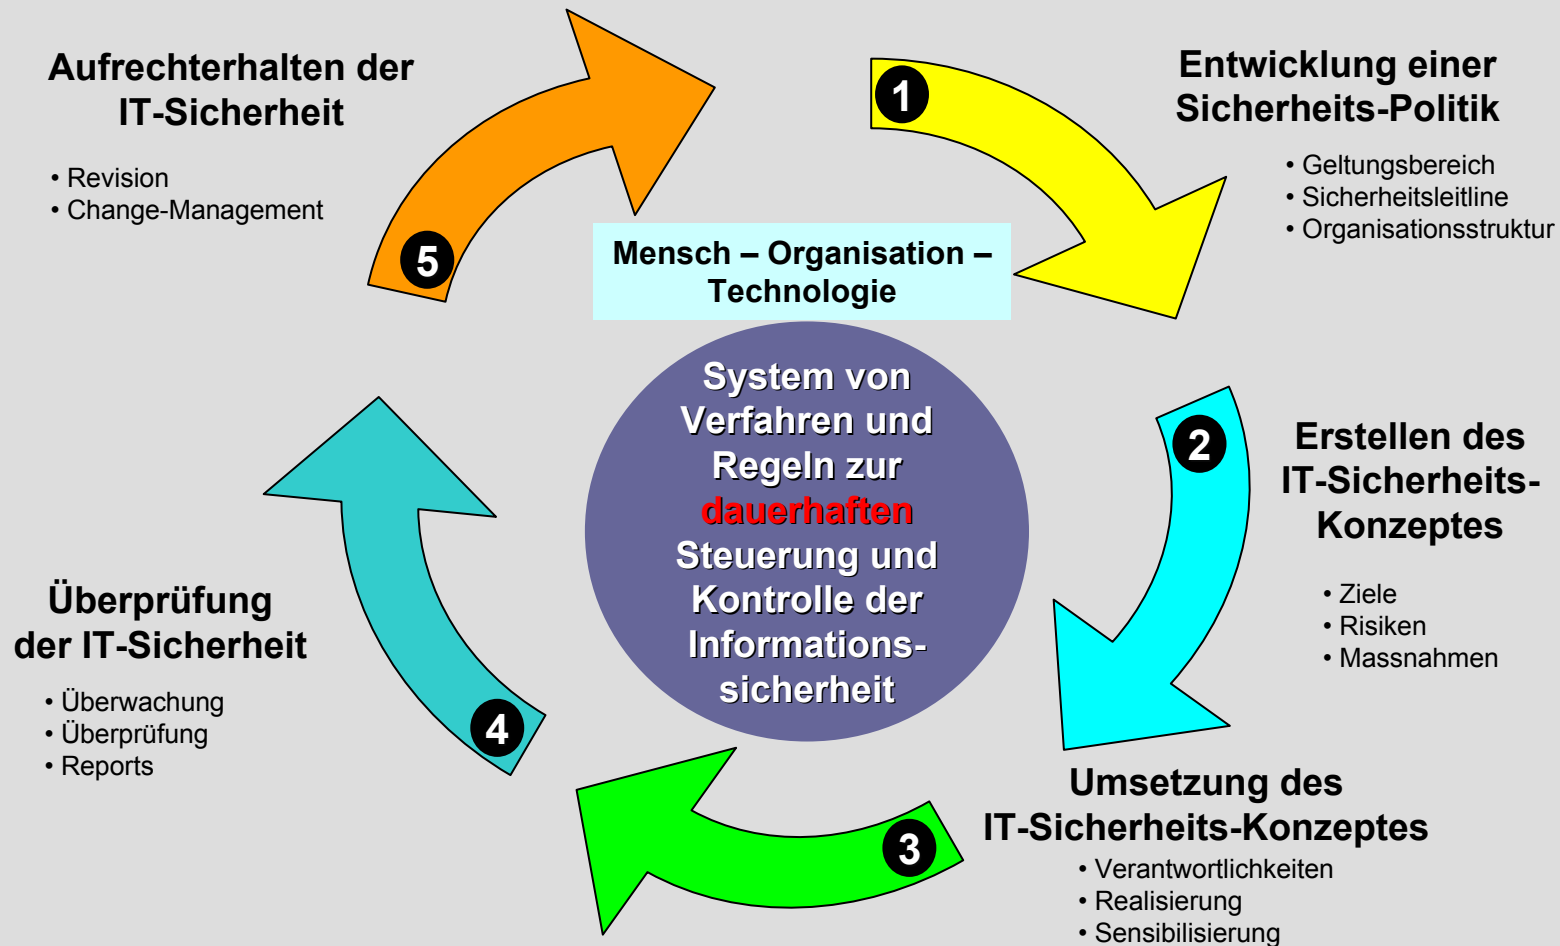 Aufrechterhalten der
IT-Sicherheit
• Revision
• Change-Management
5
1
Entwicklung einer
Sicherheits-Politik
• Geltungsbereich
• Sicherheitsleitline
• Organisationsstruktur
Mensch – Organisation –
Technologie
System von
Verfahren und
Regeln zur
dauerhaften
Steuerung und
Kontrolle der
Informations-
sicherheit
2
Erstellen des
IT-Sicherheits-
Konzeptes
• Ziele
• Risiken
• Massnahmen
Überprüfung
der IT-Sicherheit
• Überwachung
• Überprüfung
• Reports
4
3
Umsetzung des
IT-Sicherheits-Konzeptes
• Verantwortlichkeiten
• Realisierung
• Sensibilisierung